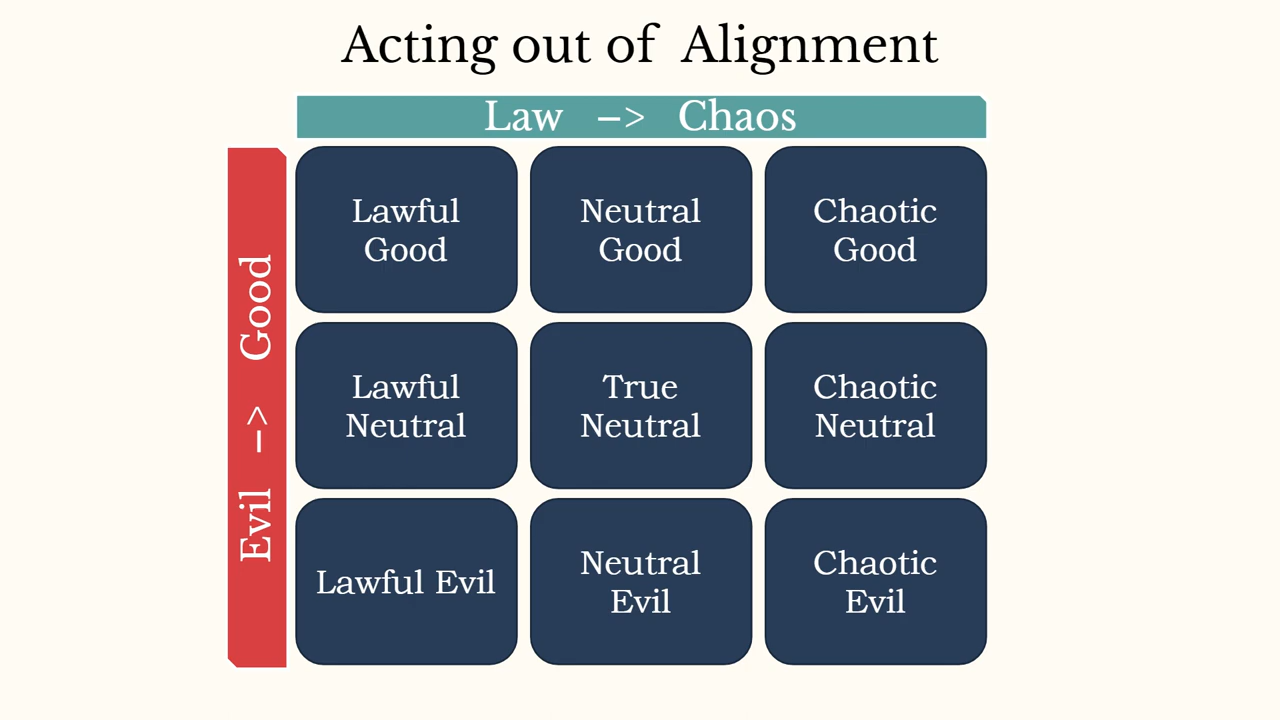 Acting out of Alignment
Law –> Chaos
Evil –> Good
Lawful
Good
Neutral
Good
Chaotic
Good
Lawful
Neutral
True
Neutral
Chaotic
Neutral
Lawful Evil
Neutral
Evil
Chaotic
Evil